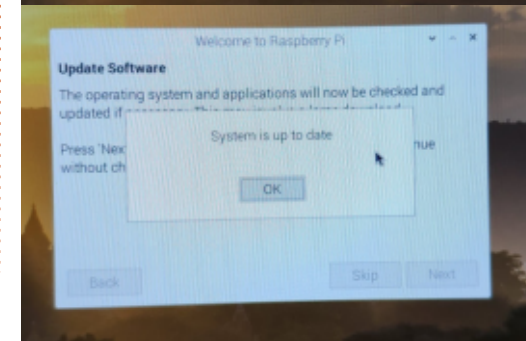 Welcome to Raspberry Pi
Update Software
The operating system and applications will now be checked and
updated if
System is up to date
Press 'Nex
without ch
OK
Back
Skip
Next